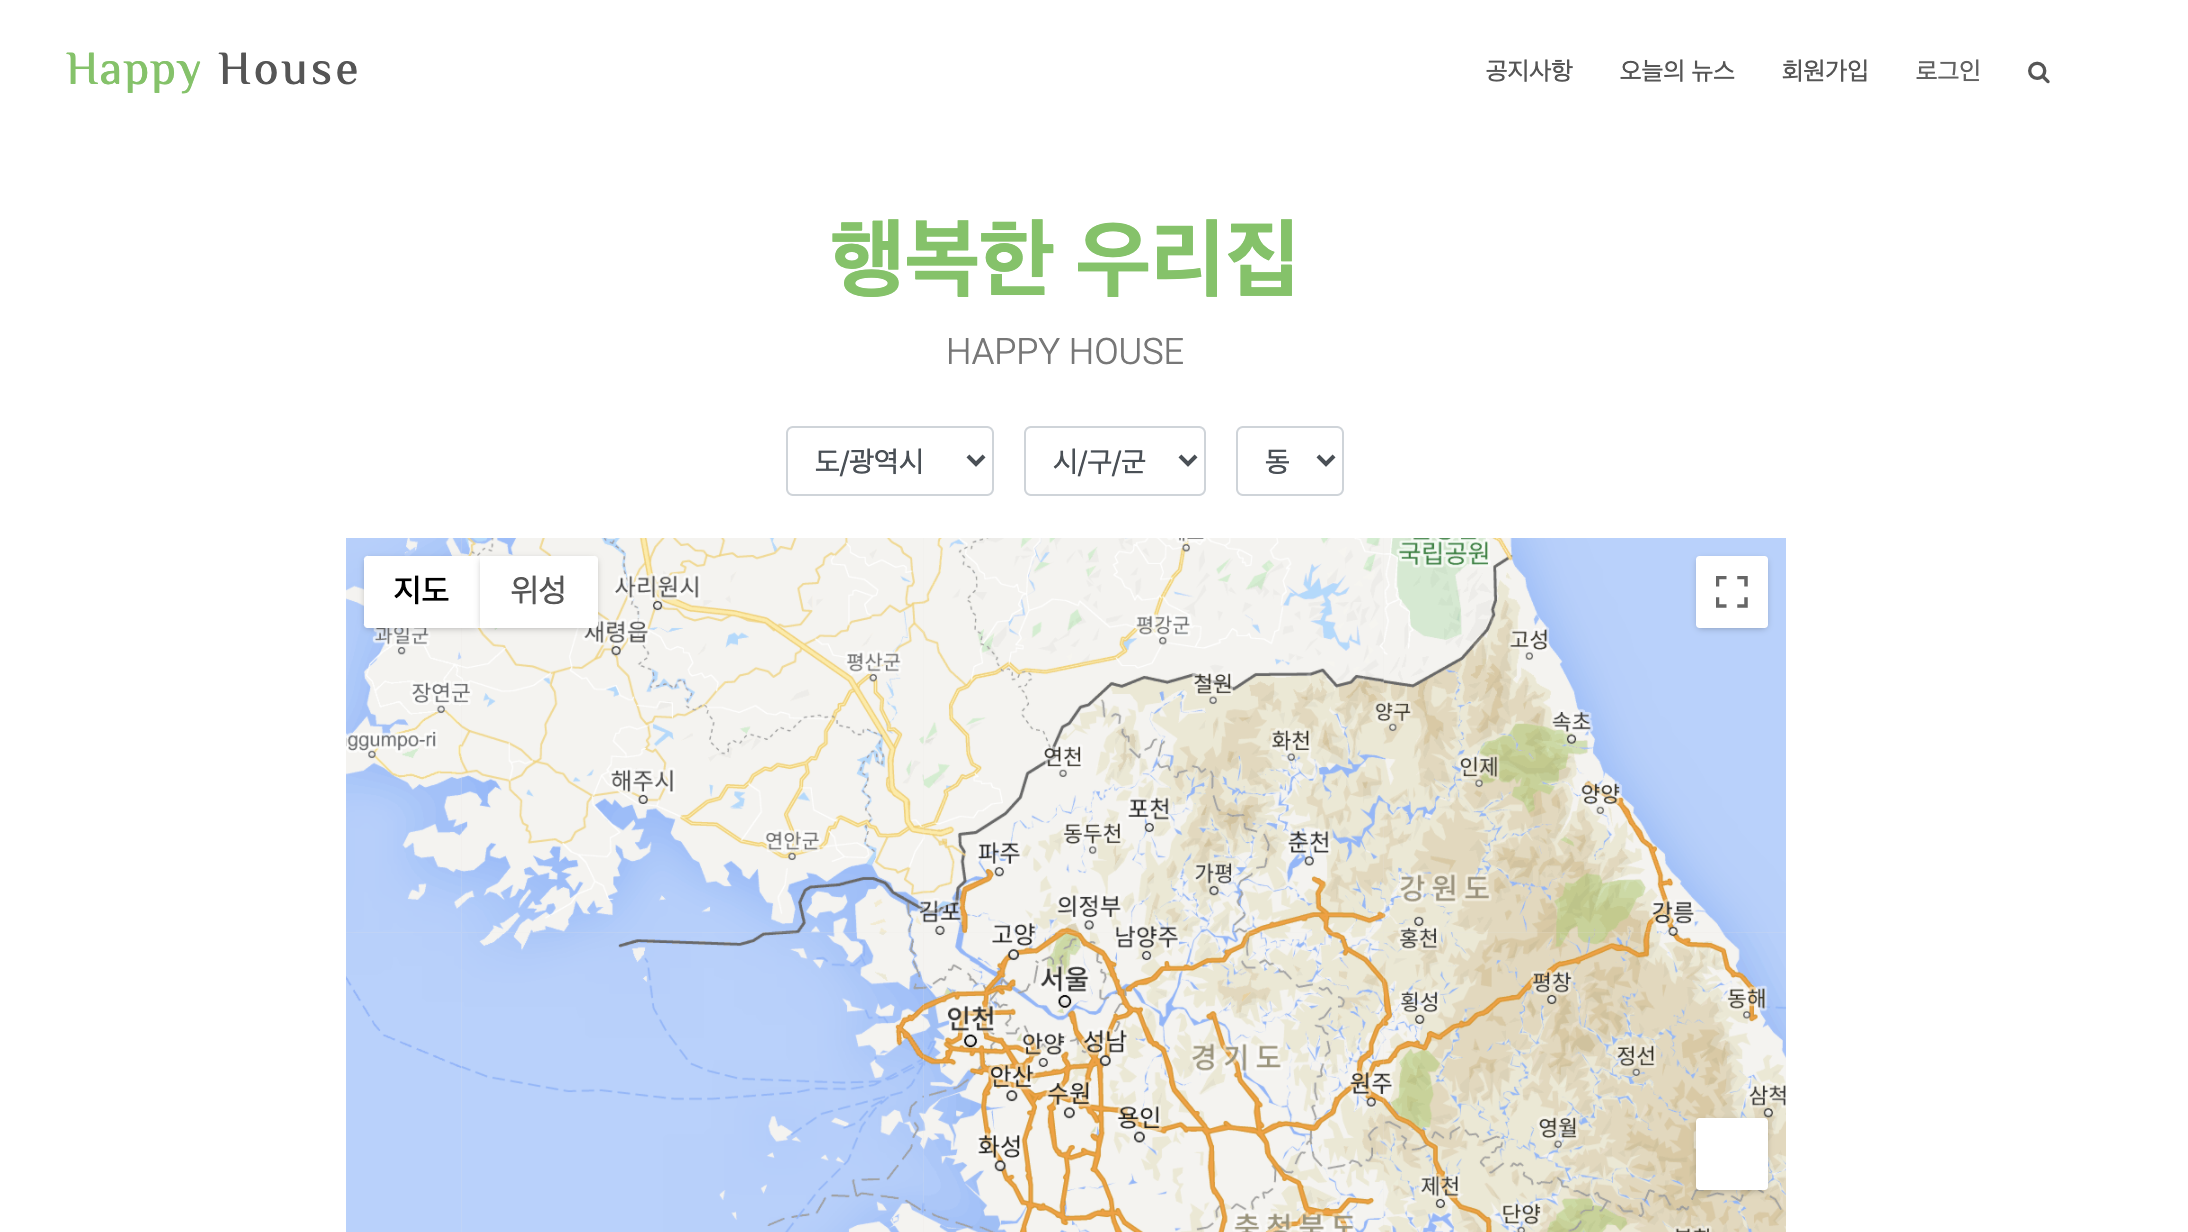 Happy House
공지사항 오늘의 뉴스 회원가입 로그인
행복한 우리집
HAPPY HOUSE
도/광역시 시/구/군 동
지도 위성
사리원시
국립공원
과일군
재령읍
평강군
고성
평산군
장연군
철원
양구
속초
ggumpo-ri
화천
연천
인제
해주시
양양
포천
동두천
연안군
춘천
파주
가평
강원도
의정부
김포
강릉
고양
남양주
홍천
서울
평창
동해
횡성
인천
안양
성남
경기도
정선
안산
원주
수원
삼척
용인
영월
화성
제천
단양
충청북도